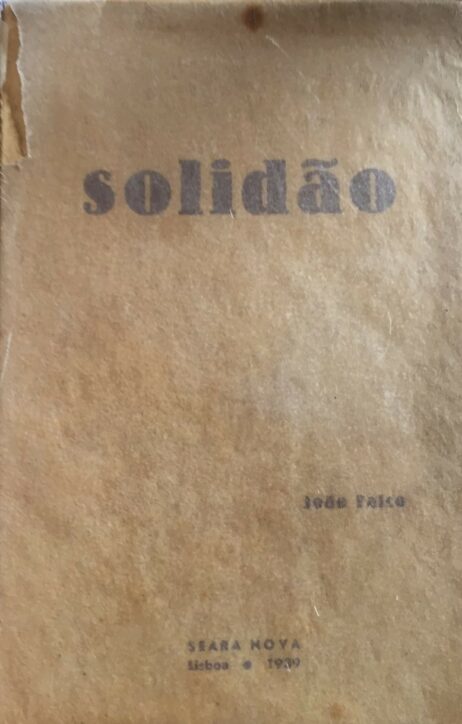 solidão
João Falco
SEARA NOVA
Lisboa • 1939